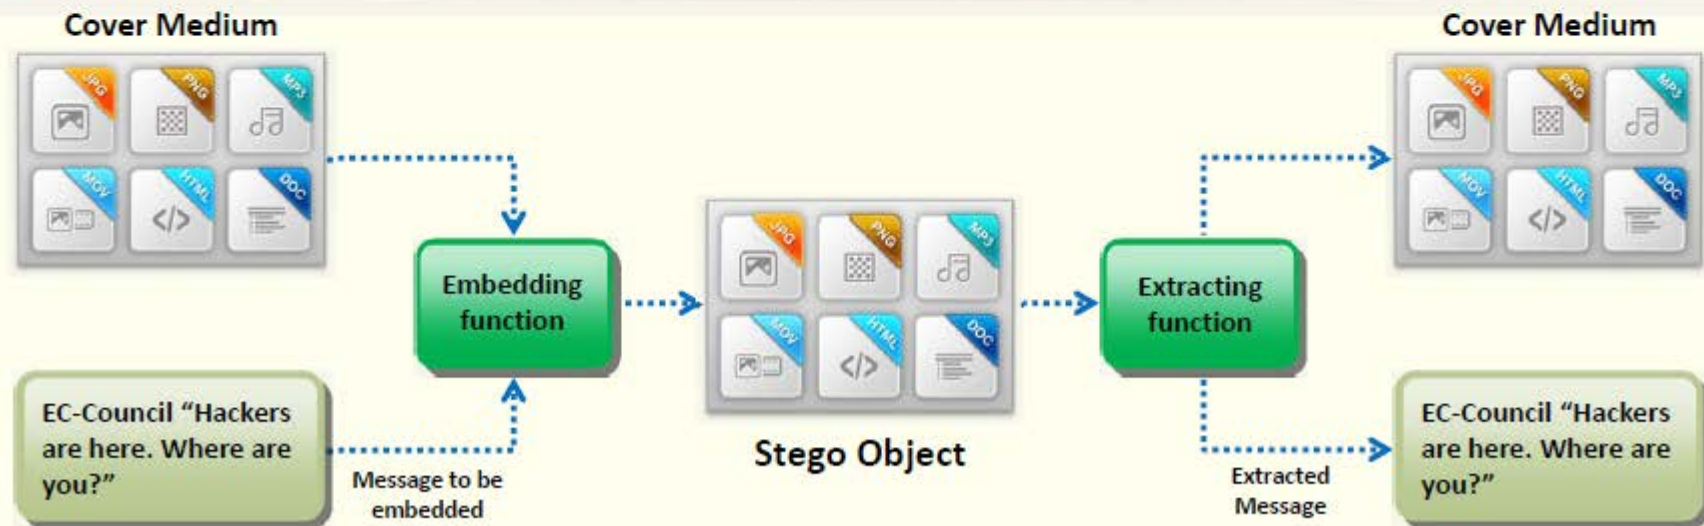 Cover Medium
JPG
PNG
MP3
MOV
HTML
</>
DOC
EC-Council “Hackers
are here. Where are
you?”
Message to be
embedded
Embedding
function
JPG
PNG
MP3
MOV
HTML
</>
DOC
Stego Object
Extracting
function
Cover Medium
JPG
PNG
MP3
MOV
HTML
</>
DOC
Extracted
Message
EC-Council “Hackers
are here. Where are
you?”